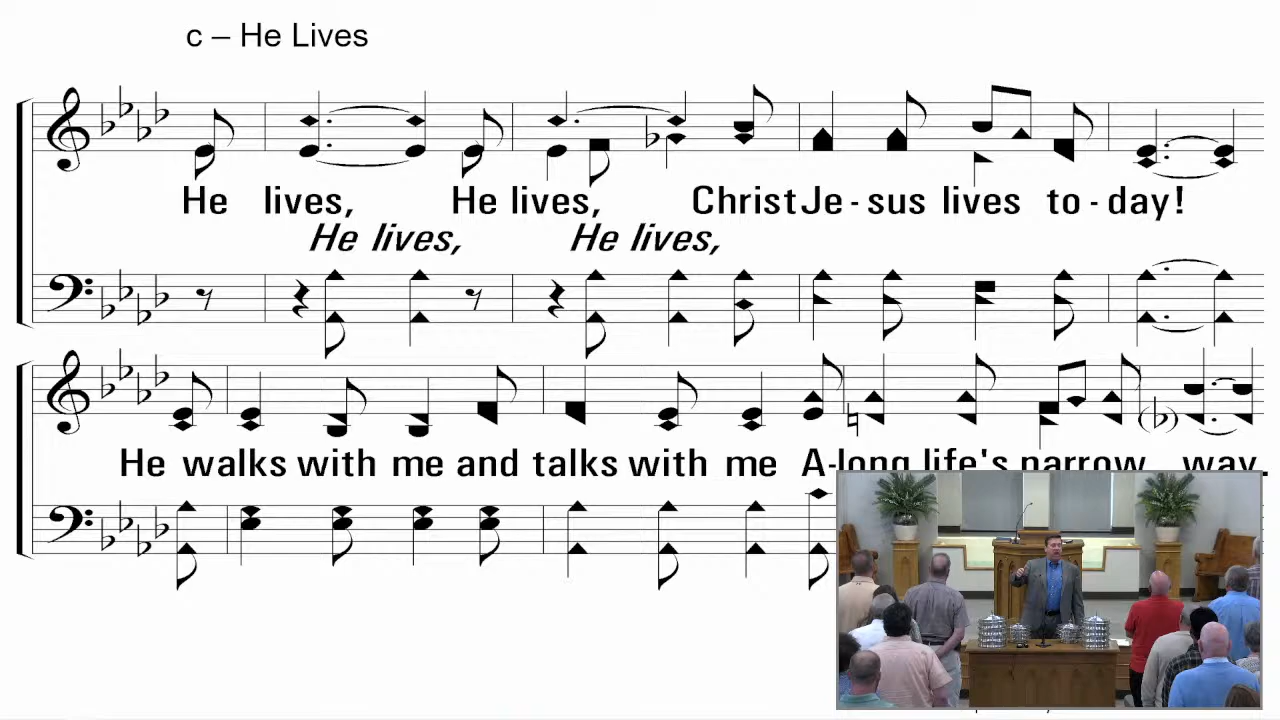 c – He Lives
He lives, He lives, Christ Je - sus lives to - day!
He lives, He lives,
He walks with me and talks with me A-long life's narrow way.